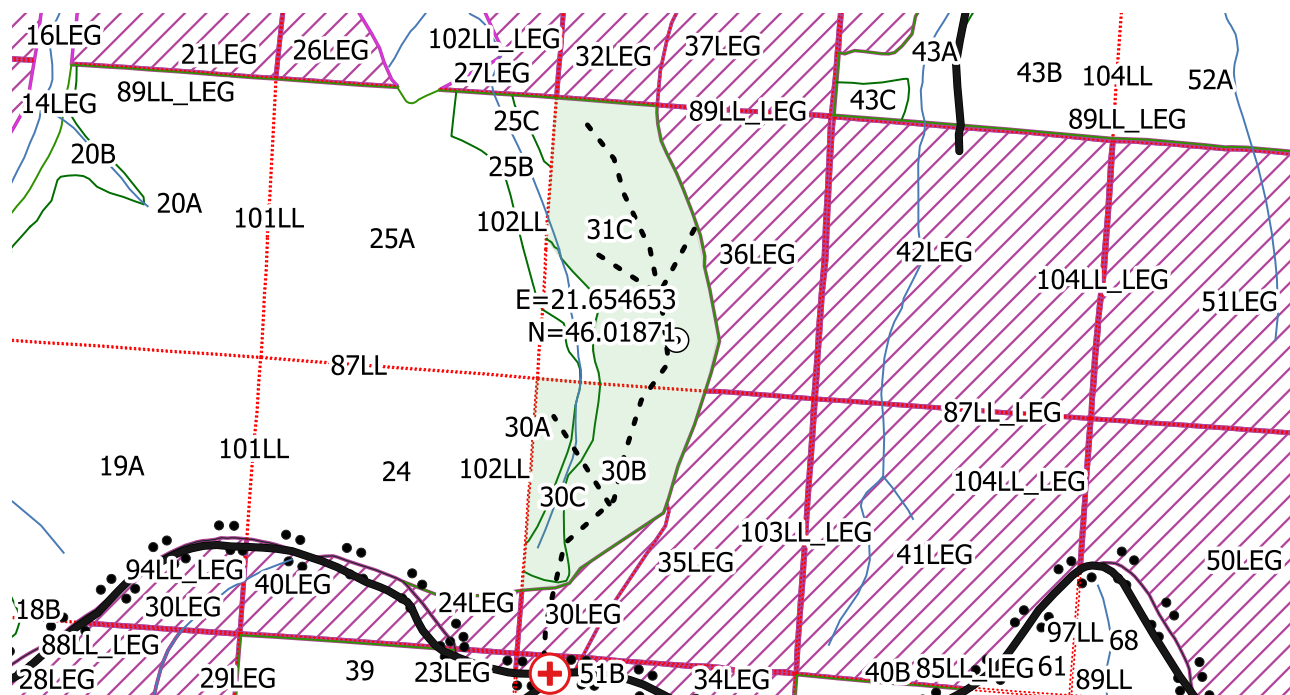 16LEG
21LEG
26LEG
102LL_LEG
32LEG
37LEG
43A
43B
104LL
52A
27LEG
14LEG
89LL_LEG
25C
89LL_LEG
43C
89LL_LEG
20B
25B
20A
101LL
25A
102LL
31C
36LEG
42LEG
104LL_LEG
51LEG
E=21.654653
N=46.01871
87LL
87LL_LEG
30A
19A
101LL
24
102LL
30B
30C
104LL_LEG
103LL_LEG
41LEG
50LEG
35LEG
94LL_LEG
40LEG
30LEG
24LEG
30LEG
18B
88LL_LEG
97LL
68
28LEG
29LEG
39
23LEG
51B
34LEG
40B
85LL_LEG
61
89LL